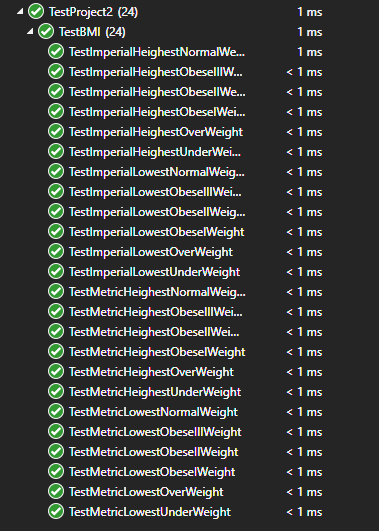 TestProject2 (24) 1 ms
TestBMI (24) 1 ms
TestImperialHeighestNormalWe... 1 ms
TestImperialHeighestObeseIIIW... < 1 ms
TestImperialHeighestObeseIIWe... < 1 ms
TestImperialHeighestObeseIWei... < 1 ms
TestImperialHeighestOverWeight < 1 ms
TestImperialHeighestUnderWei... < 1 ms
TestImperialLowestNormalWeig... < 1 ms
TestImperialLowestObeseIIIWei... < 1 ms
TestImperialLowestObeseIIWeig... < 1 ms
TestImperialLowestObeseIWeight < 1 ms
TestImperialLowestOverWeight < 1 ms
TestImperialLowestUnderWeight < 1 ms
TestMetricHeighestNormalWeig... < 1 ms
TestMetricHeighestObeseIIIWei... < 1 ms
TestMetricHeighestObeseIIWei... < 1 ms
TestMetricHeighestObeseIWeight < 1 ms
TestMetricHeighestOverWeight < 1 ms
TestMetricHeighestUnderWeight < 1 ms
TestMetricLowestNormalWeight < 1 ms
TestMetricLowestObeseIIIWeight < 1 ms
TestMetricLowestObeseIIWeight < 1 ms
TestMetricLowestObeseIWeight < 1 ms
TestMetricLowestOverWeight < 1 ms
TestMetricLowestUnderWeight < 1 ms